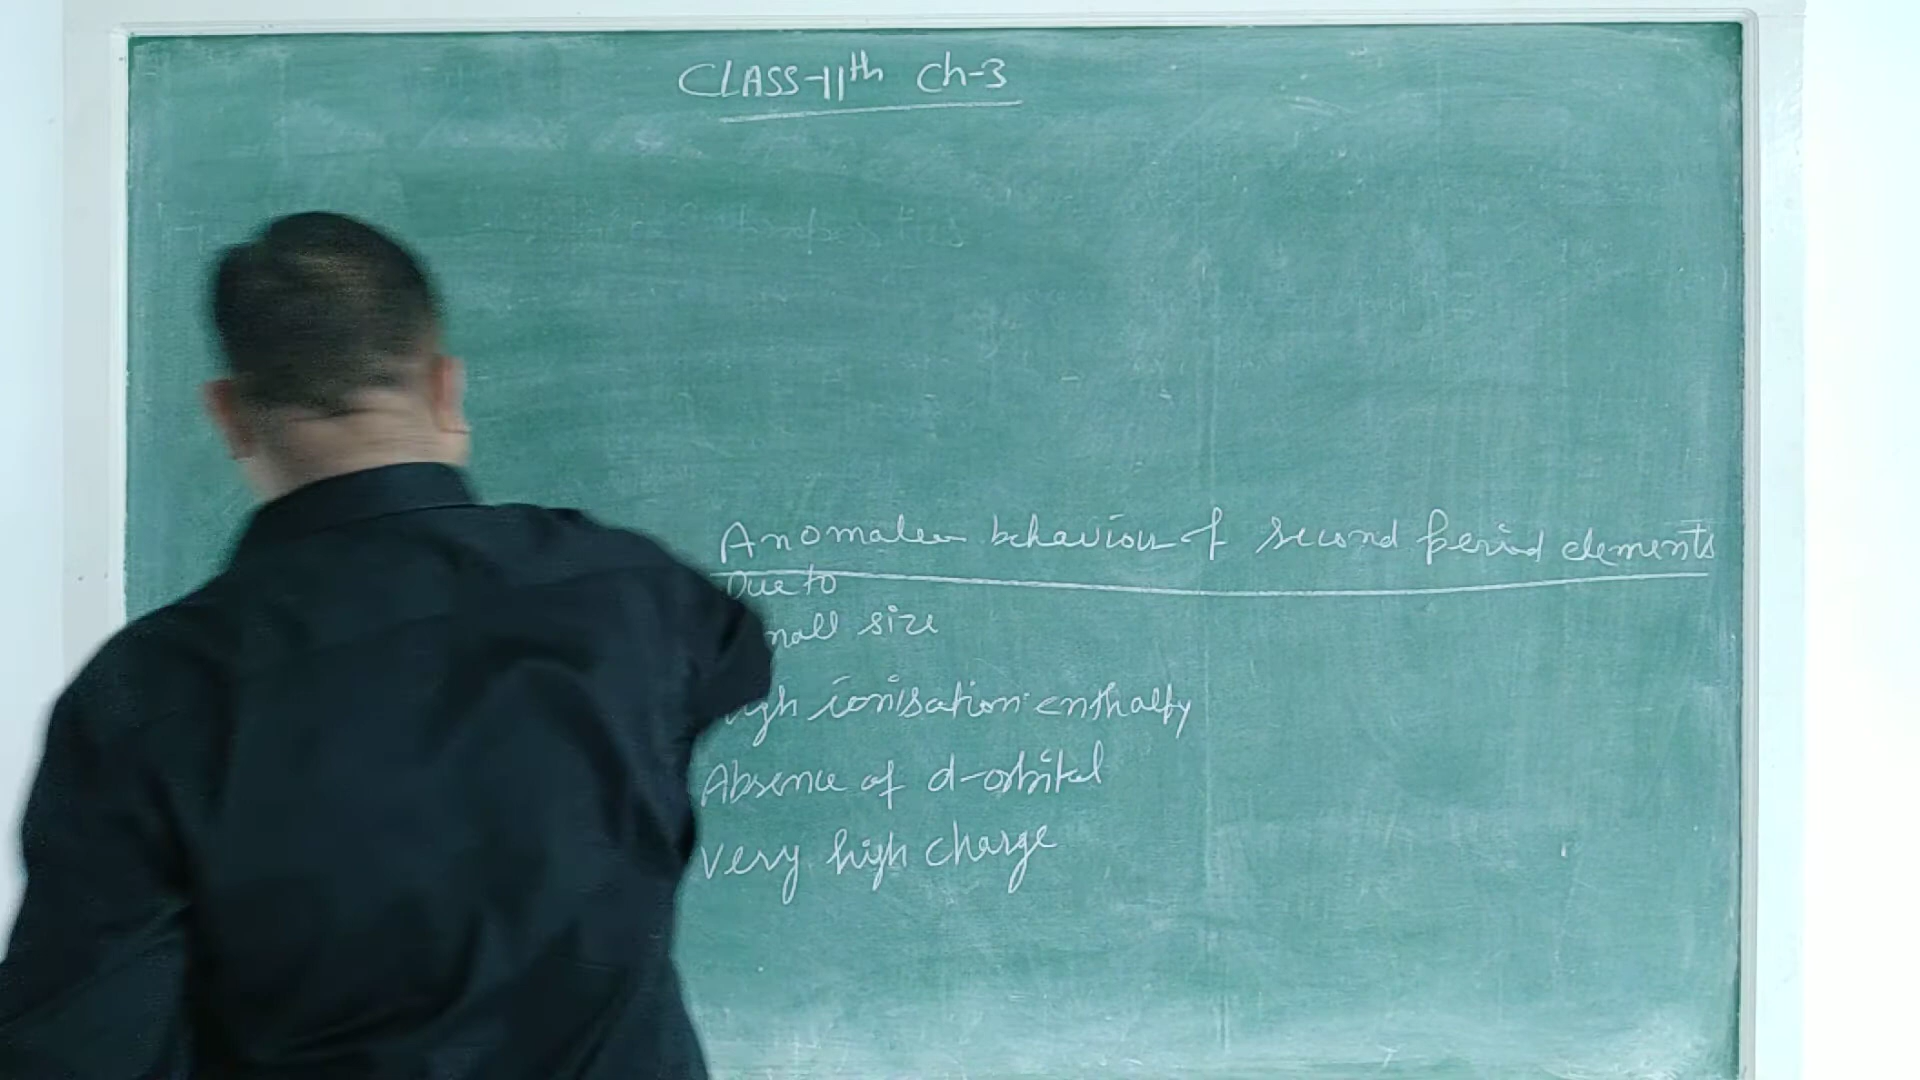 CLASS-11th Ch-3
Anomalous behaviour of second period elements
Due to
mall size
igh ionisation enthalpy
Absence of d-orbital
Very high charge